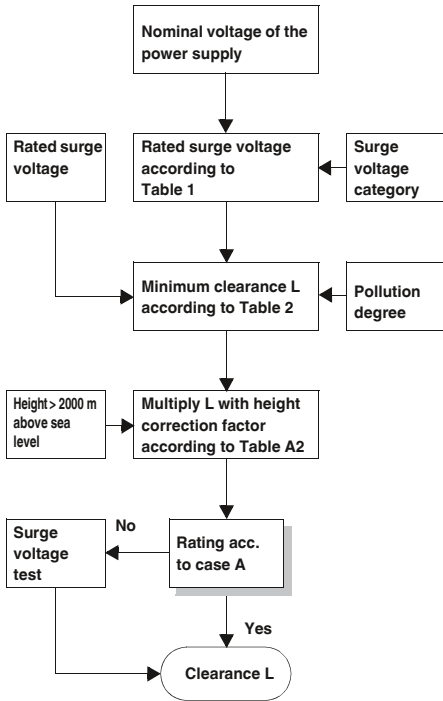 Nominal voltage of the
power supply
Rated surge
voltage
Rated surge voltage
according to
Table 1
Surge
voltage
category
Minimum clearance L
according to Table 2
Pollution
degree
Height > 2000 m
above sea
level
Multiply L with height
correction factor
according to Table A2
Surge
voltage
test
No
Rating acc.
to case A
Yes
Clearance L